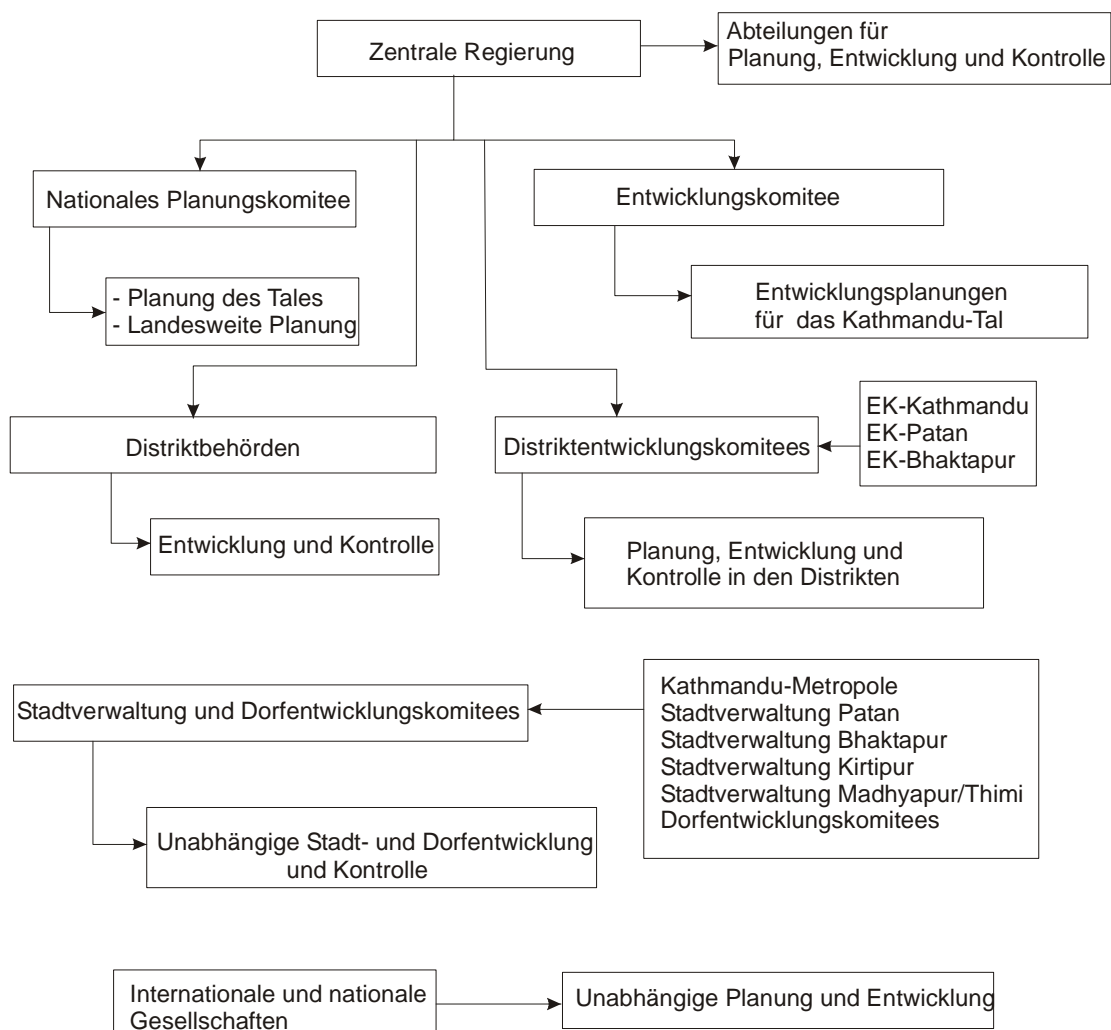 Zentrale Regierung
Abteilungen für
Planung, Entwicklung und Kontrolle
Nationales Planungskomitee
Entwicklungskomitee
- Planung des Tales
- Landesweite Planung
Entwicklungsplanungen
für das Kathmandu-Tal
Distriktbehörden
Distriktentwicklungskomitees
EK-Kathmandu
EK-Patan
EK-Bhaktapur
Entwicklung und Kontrolle
Planung, Entwicklung und
Kontrolle in den Distrikten
Stadtverwaltung und Dorfentwicklungskomitees
Kathmandu-Metropole
Stadtverwaltung Patan
Stadtverwaltung Bhaktapur
Stadtverwaltung Kirtipur
Stadtverwaltung Madhyapur/Thimi
Dorfentwicklungskomitees
Unabhängige Stadt- und Dorfentwicklung
und Kontrolle
Internationale und nationale
Gesellschaften
Unabhängige Planung und Entwicklung